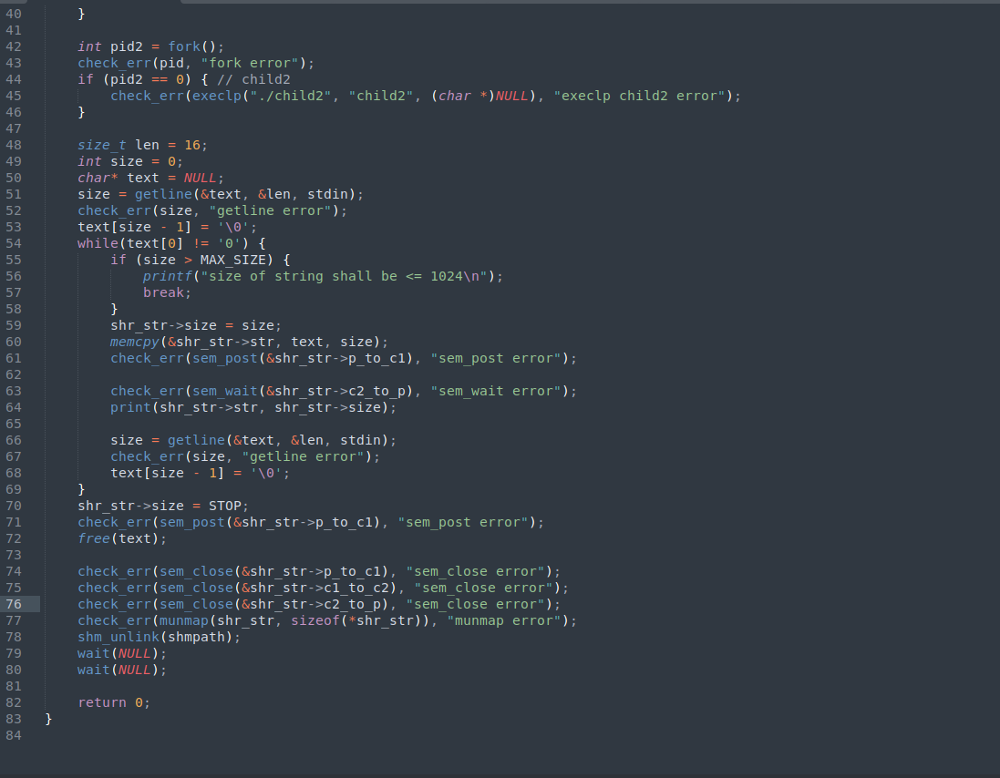 40 }
41
42 int pid2 = fork();
43 check_err(pid, "fork error");
44 if (pid2 == 0) { // child2
45 check_err(execlp("./child2", "child2", (char *)NULL), "execlp child2 error");
46 }
47
48 size_t len = 16;
49 int size = 0;
50 char* text = NULL;
51 size = getline(&text, &len, stdin);
52 check_err(size, "getline error");
53 text[size - 1] = '\0';
54 while(text[0] != '0') {
55 if (size > MAX_SIZE) {
56 printf("size of string shall be <= 1024\n");
57 break;
58 }
59 shr_str->size = size;
60 memcpy(&shr_str->str, text, size);
61 check_err(sem_post(&shr_str->p_to_c1), "sem_post error");
62
63 check_err(sem_wait(&shr_str->c2_to_p), "sem_wait error");
64 print(shr_str->str, shr_str->size);
65
66 size = getline(&text, &len, stdin);
67 check_err(size, "getline error");
68 text[size - 1] = '\0';
69 }
70 shr_str->size = STOP;
71 check_err(sem_post(&shr_str->p_to_c1), "sem_post error");
72 free(text);
73
74 check_err(sem_close(&shr_str->p_to_c1), "sem_close error");
75 check_err(sem_close(&shr_str->c1_to_c2), "sem_close error");
76 check_err(sem_close(&shr_str->c2_to_p), "sem_close error");
77 check_err(munmap(shr_str, sizeof(*shr_str)), "munmap error");
78 shm_unlink(shmpath);
79 wait(NULL);
80 wait(NULL);
81
82 return 0;
83 }
84